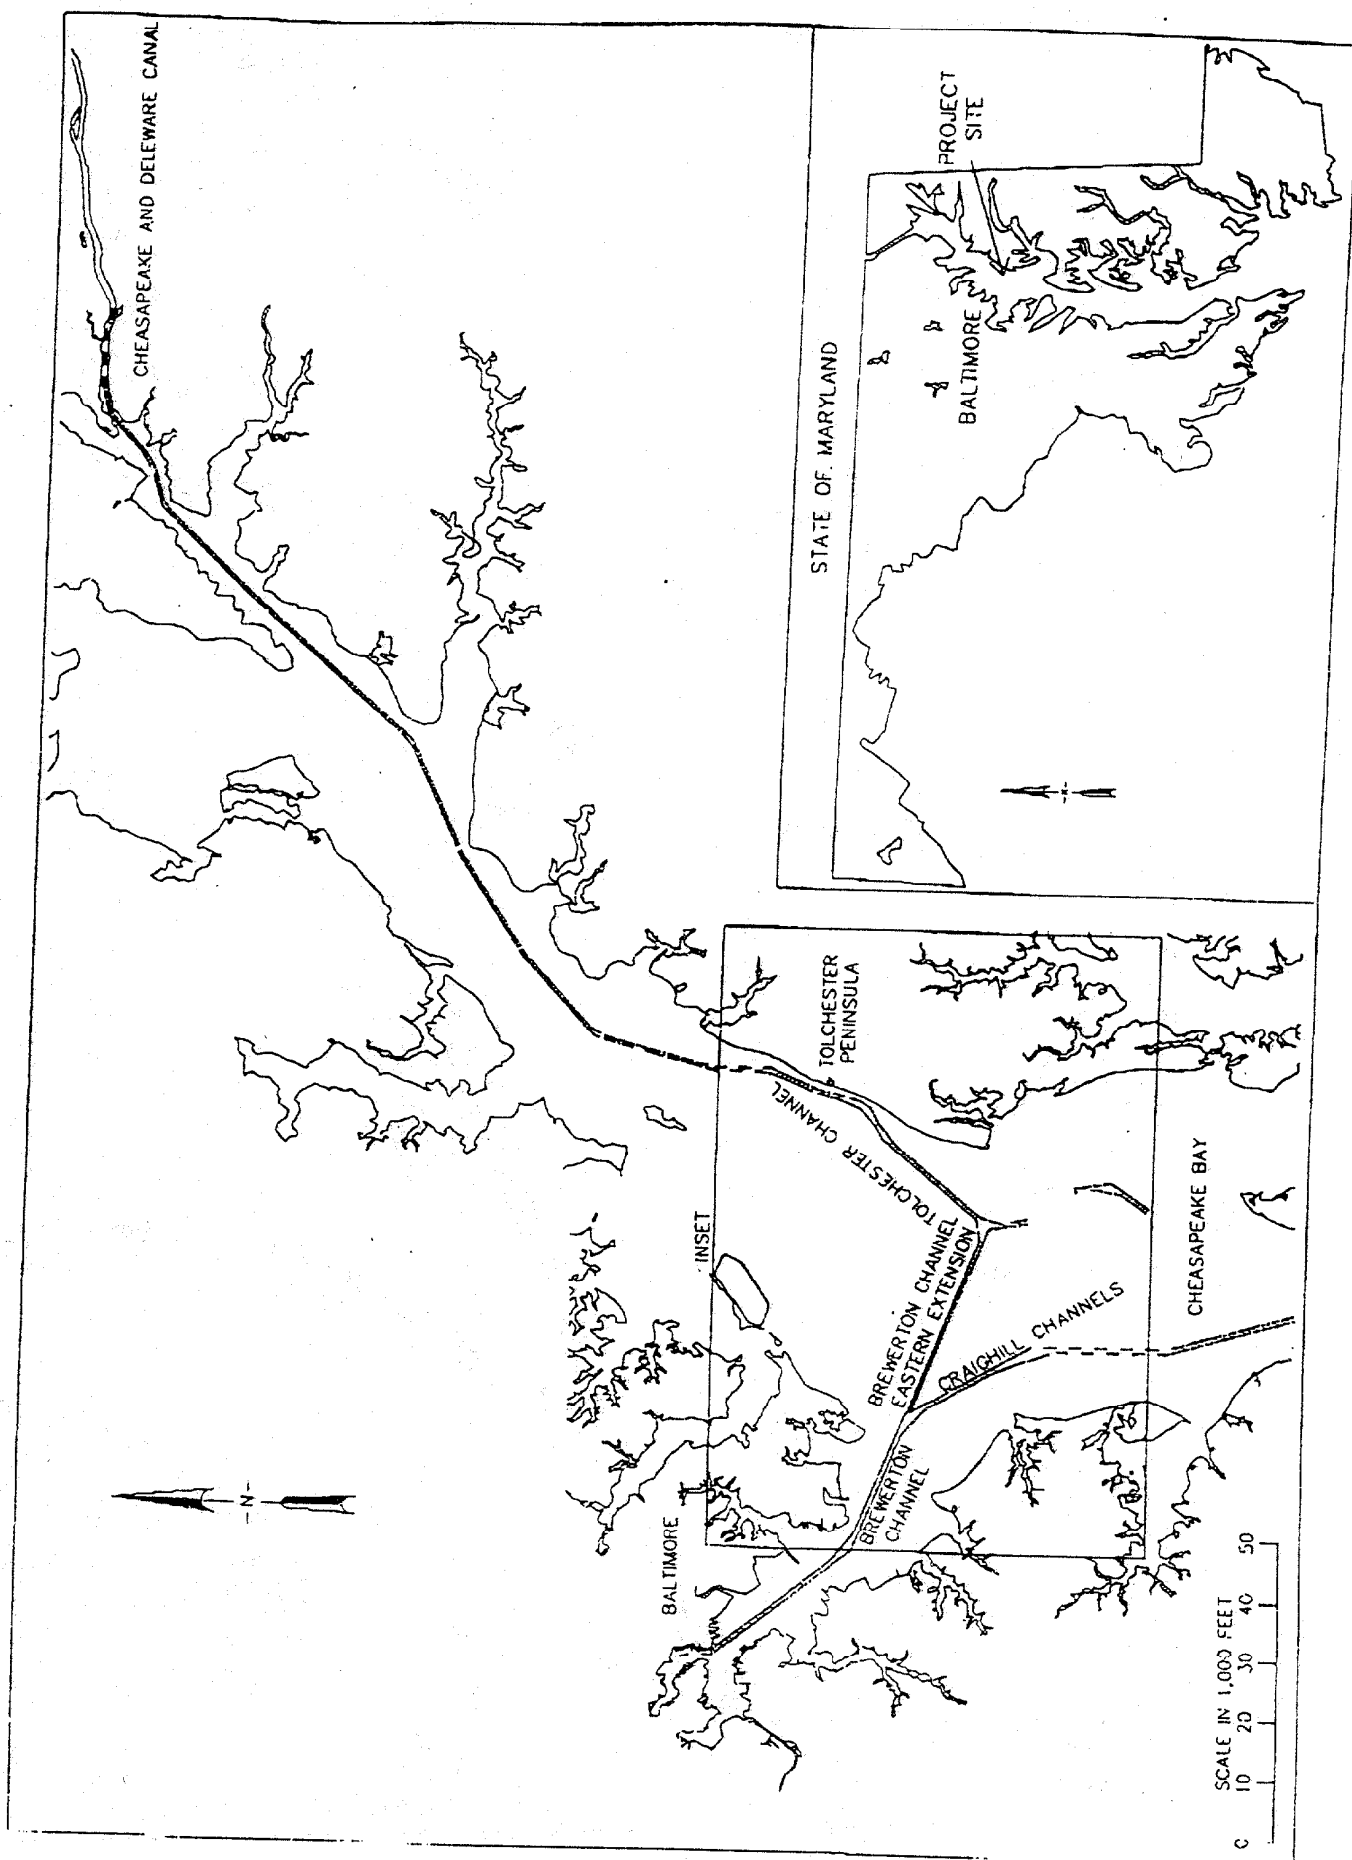 CHEASAPEAKE AND DELEWARE CANAL
-N-
BALTIMORE
INSET
TOLCHESTER
PENINSULA
TOLCHESTER CHANNEL
BREWERTON CHANNEL
EASTERN EXTENSION
BREWERTON
CHANNEL
CRAIGHILL CHANNELS
CHEASAPEAKE BAY
SCALE IN 1,000 FEET
0 10 20 30 40 50
STATE OF MARYLAND
PROJECT
SITE
BALTIMORE